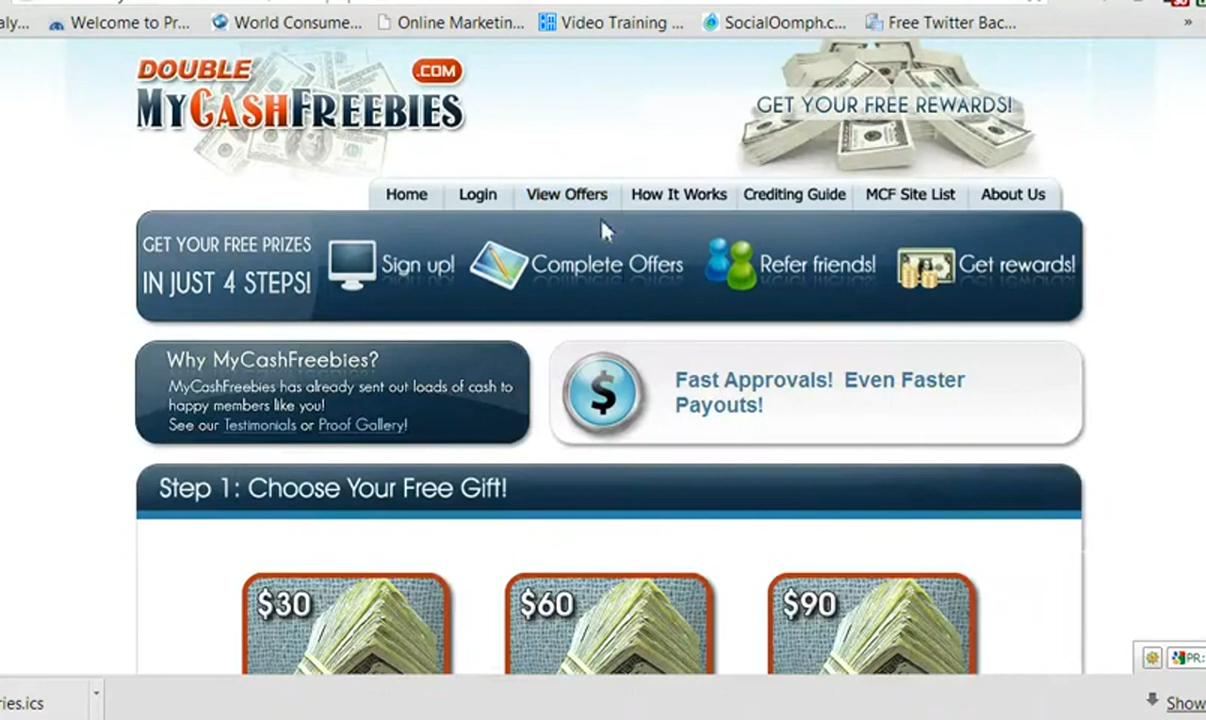 aly...
Welcome to Pr...
World Consume...
Online Marketin...
Video Training ...
SocialOomph.c...
Free Twitter Bac...
»
DOUBLE
.COM
MYCASHFREEBIES
GET YOUR FREE REWARDS!
Home
Login
View Offers
How It Works
Crediting Guide
MCF Site List
About Us
GET YOUR FREE PRIZES
IN JUST 4 STEPS!
Sign up!
Complete Offers
Refer friends!
Get rewards!
Why MyCashFreebies?
MyCashFreebies has already sent out loads of cash to
happy members like you!
See our Testimonials or Proof Gallery!
$
Fast Approvals! Even Faster
Payouts!
Step 1: Choose Your Free Gift!
$30
$60
$90
PR:
ries.ics
Show